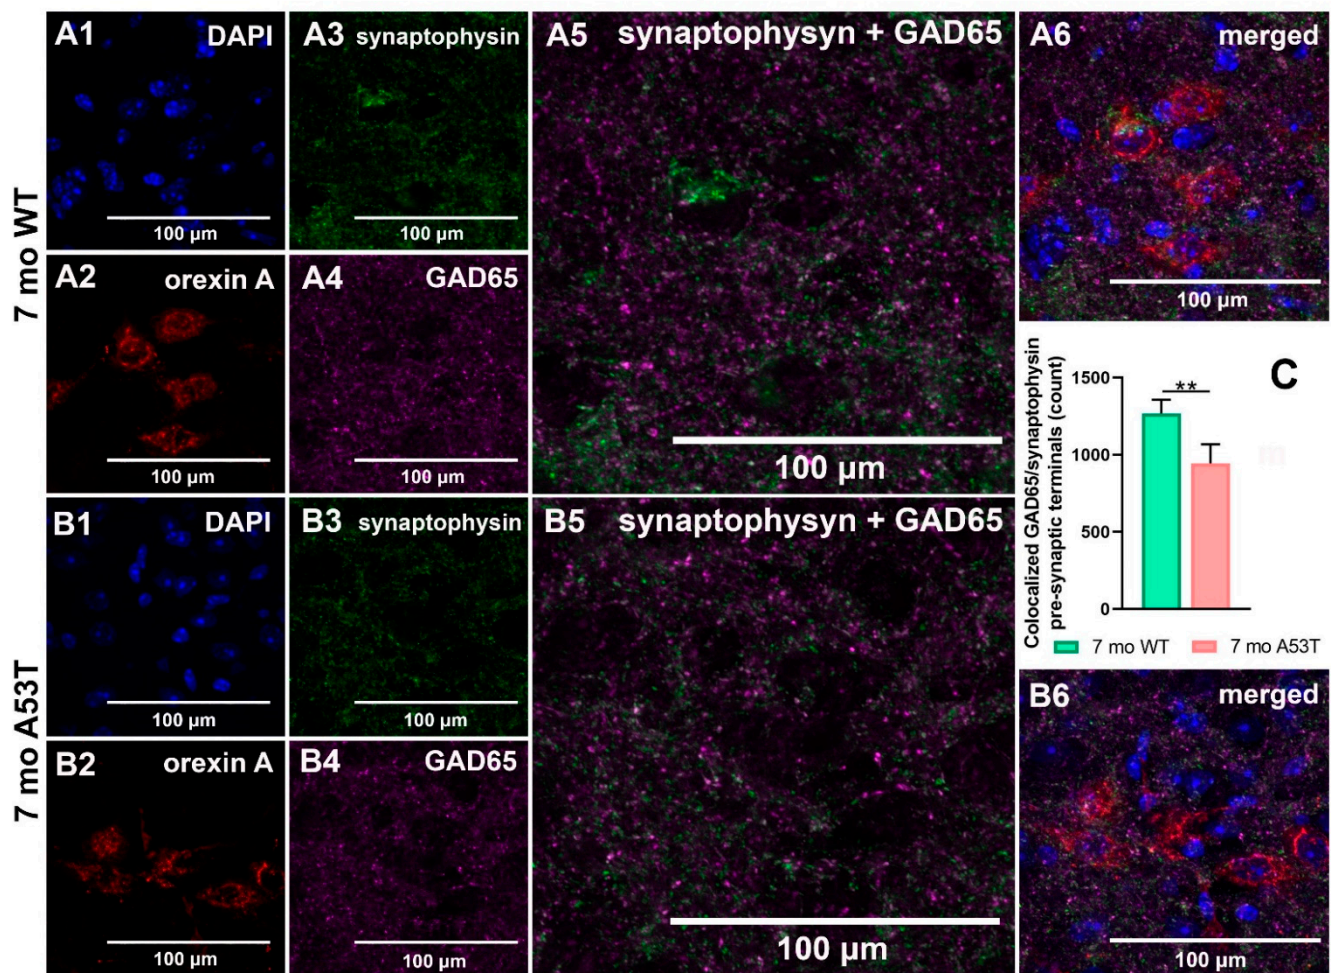 A1 DAPI
100 µm
A3 synaptophysin
100 µm
A5 synaptophysyn + GAD65
100 µm
A6 merged
100 µm
7 mo WT
A2 orexin A
100 µm
A4 GAD65
100 µm
C
Colocalized GAD65/synaptophysin
pre-synaptic terminals (count)
1500
1000
500
0
**
7 mo WT 7 mo A53T
B1 DAPI
100 µm
B3 synaptophysin
100 µm
B5 synaptophysyn + GAD65
100 µm
B6 merged
100 µm
7 mo A53T
B2 orexin A
100 µm
B4 GAD65
100 µm